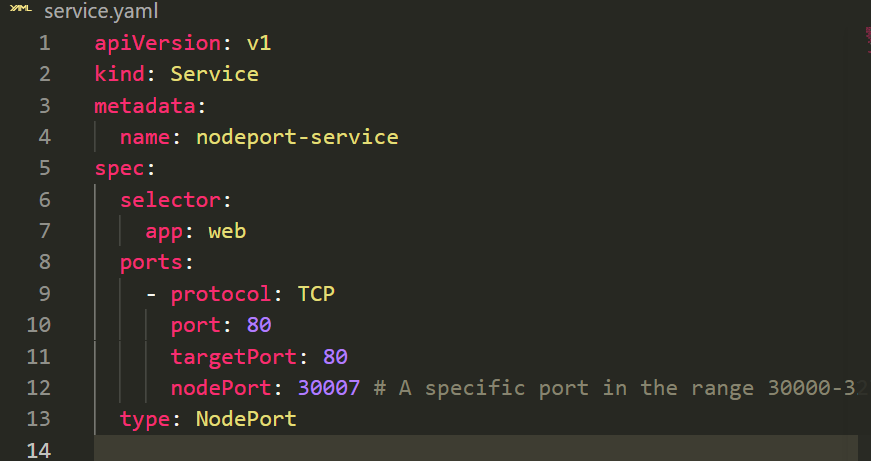 YAML service.yaml
1 apiVersion: v1
2 kind: Service
3 metadata:
4   name: nodeport-service
5 spec:
6   selector:
7     app: web
8   ports:
9     - protocol: TCP
10       port: 80
11       targetPort: 80
12       nodePort: 30007 # A specific port in the range 30000-32
13   type: NodePort
14